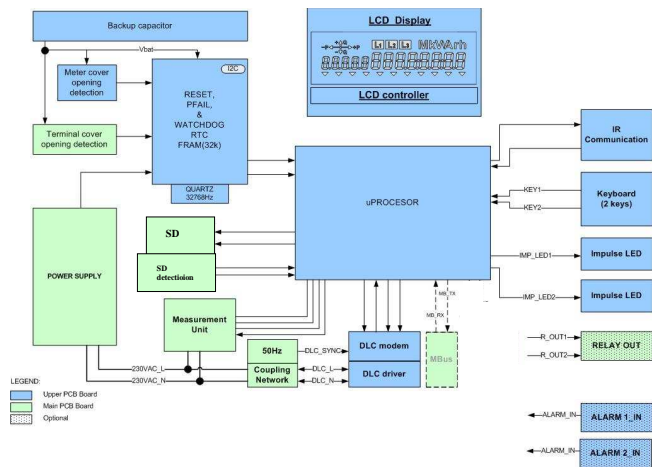 Backup capacitor
Vbat
Meter cover
opening
detection
Terminal cover
opening detection
I2C
RESET,
PFAIL,
&
WATCHDOG
RTC
FRAM(32k)
QUARTZ
32768Hz
LCD Display
-P
+P
L1 L2 L3
MkVArh
LCD controller
uPROCESOR
IR
Communication
KEY1
KEY2
Keyboard
(2 keys)
IMP_LED1
Impulse LED
IMP_LED2
Impulse LED
SD
SD
detectioion
POWER SUPPLY
Measurement
Unit
MB_TX
MB_RX
R_OUT1
R_OUT2
RELAY OUT
50Hz
Coupling
Network
DLC_SYNC
DLC_L
DLC_N
DLC modem
DLC driver
MBus
230VAC_L
230VAC_N
LEGEND:
Upper PCB Board
Main PCB Board
Optional
ALARM_IN
ALARM 1_IN
ALARM_IN
ALARM 2_IN